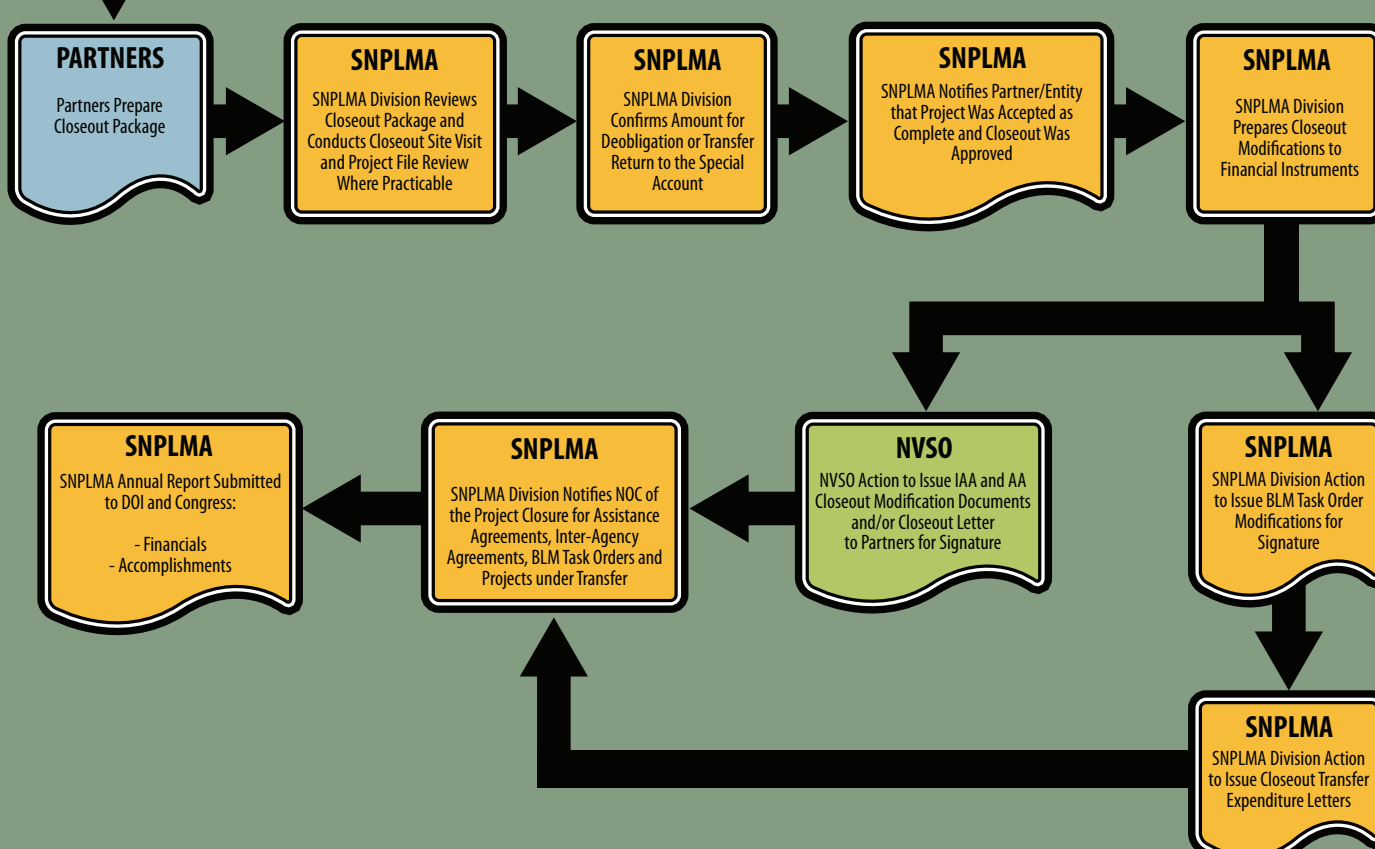 PARTNERS
Partners Prepare
Closeout Package
SNPLMA
SNPLMA Division Reviews
Closeout Package and
Conducts Closeout Site Visit
and Project File Review
Where Practicable
SNPLMA
SNPLMA Division
Confirms Amount for
Deobligation or Transfer
Return to the Special
Account
SNPLMA
SNPLMA Notifies Partner/Entity
that Project Was Accepted as
Complete and Closeout Was
Approved
SNPLMA
SNPLMA Division
Prepares Closeout
Modifications to
Financial Instruments
SNPLMA
SNPLMA Annual Report Submitted
to DOI and Congress:
- Financials
- Accomplishments
SNPLMA
SNPLMA Division Notifies NOC of
the Project Closure for Assistance
Agreements, Inter-Agency
Agreements, BLM Task Orders and
Projects under Transfer
NVSO
NVSO Action to Issue IAA and AA
Closeout Modification Documents
and/or Closeout Letter
to Partners for Signature
SNPLMA
SNPLMA Division Action
to Issue BLM Task Order
Modifications for
Signature
SNPLMA
SNPLMA Division Action
to Issue Closeout Transfer
Expenditure Letters